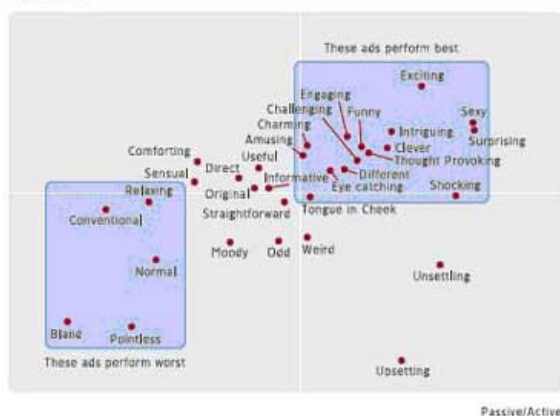 These ads perform best
Exciting
Engaging
Challenging
Funny
Sexy
Charming
Intriguing
Surprising
Amusing
Clever
Comforting
Useful
Thought Provoking
Sensual
Direct
Informative
Different
Relaxing
Original
Eye catching
Shocking
Straightforward
Tongue in Cheek
Conventional
Moody
Odd
Weird
Normal
Unsettling
Bland
Pointless
These ads perform worst
Upsetting
Passive/Active